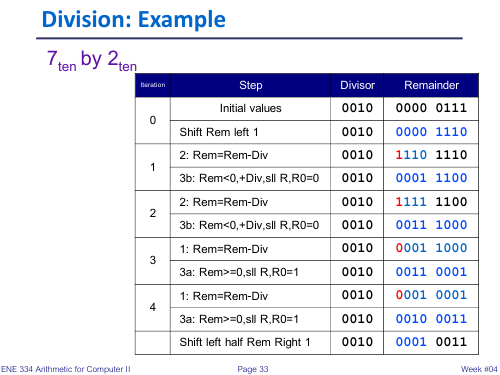 Division: Example
7ten by 2ten
Iteration Step Divisor Remainder
0 Initial values 0010 0000 0111
Shift Rem left 1 0010 0000 1110
1 2: Rem=Rem-Div 0010 1110 1110
3b: Rem<0,+Div,sll R,R0=0 0010 0001 1100
2 2: Rem=Rem-Div 0010 1111 1100
3b: Rem<0,+Div,sll R,R0=0 0010 0011 1000
3 1: Rem=Rem-Div 0010 0001 1000
3a: Rem>=0,sll R,R0=1 0010 0011 0001
4 1: Rem=Rem-Div 0010 0001 0001
3a: Rem>=0,sll R,R0=1 0010 0010 0011
Shift left half Rem Right 1 0010 0001 0011
ENE 334 Arithmetic for Computer II Page 33 Week #04